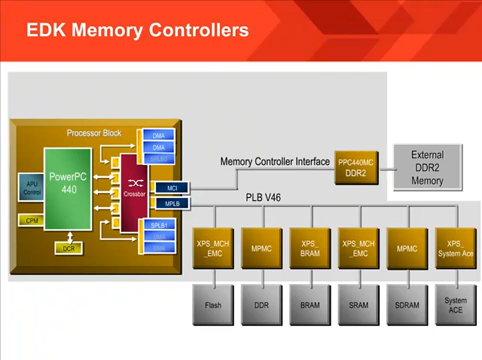 EDK Memory Controllers
Processor Block
DMA
DMA
PowerPC
440
APU
Control
CPM
DCR
Crossbar
MCI
MPLB
SPLB1
Memory Controller Interface
PPC440MC
DDR2
External
DDR2
Memory
PLB V46
XPS_MCH
_EMC
MPMC
XPS_
BRAM
XPS_MCH
_EMC
MPMC
XPS_
System Ace
Flash
DDR
BRAM
SRAM
SDRAM
System
ACE